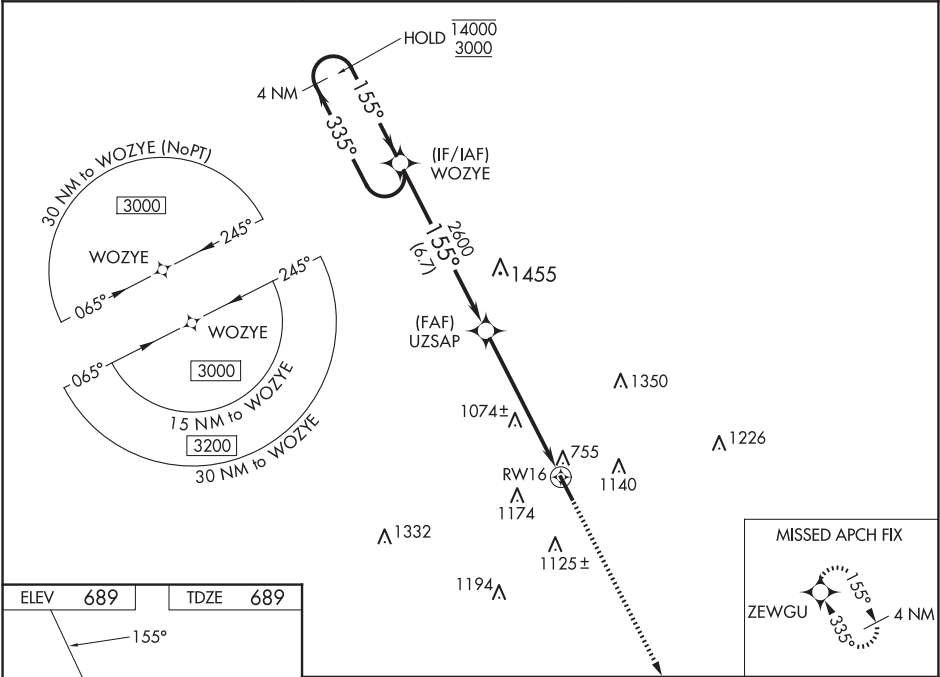 HOLD 14000
3000
4 NM
155°
335°
(IF/IAF)
WOZYE
30 NM to WOZYE (NoPT)
3000
245°
WOZYE
065°
2600
155°
(6.7)
1455
245°
WOZYE
065°
3000
15 NM to WOZYE
3200
30 NM to WOZYE
(FAF)
UZSAP
1350
1074±
1226
755
RW16
1140
1174
1332
1125±
1194
MISSED APCH FIX
155°
ZEWGU
4 NM
335°
ELEV 689
TDZE 689
155°